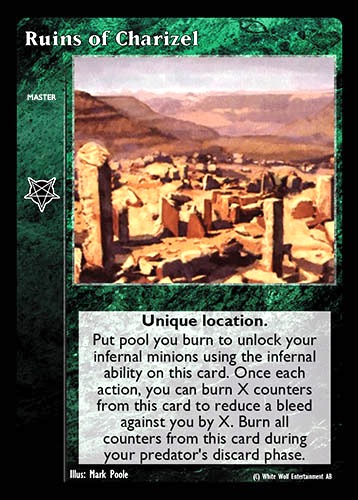 Ruins of Charizel
MASTER
Unique location.
Put pool you burn to unlock your
infernal minions using the infernal
ability on this card. Once each
action, you can burn X counters
from this card to reduce a bleed
against you by X. Burn all
counters from this card during
your predator's discard phase.
Illus: Mark Poole
(C) White Wolf Entertainment AB